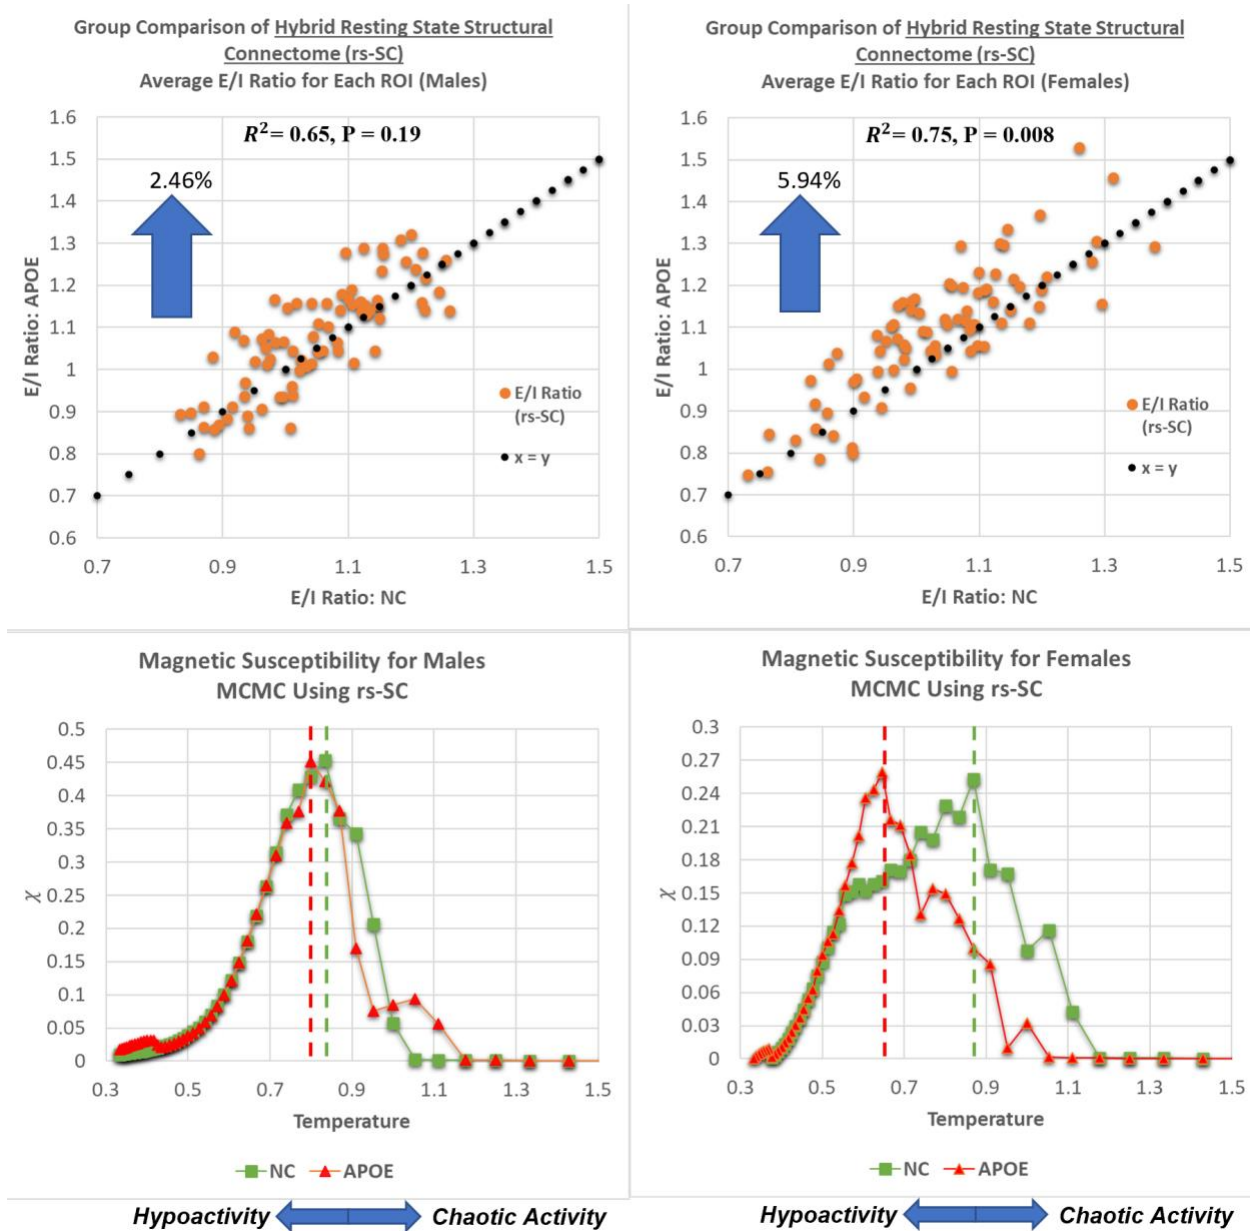 Group Comparison of Hybrid Resting State Structural
Connectome (rs-SC)
Average E/I Ratio for Each ROI (Males)
R² = 0.65, P = 0.19
2.46%
E/I Ratio: APOE
1.6
1.5
1.4
1.3
1.2
1.1
1
0.9
0.8
0.7
0.6
E/I Ratio
(rs-SC)
x = y
0.7
0.9
1.1
1.3
1.5
E/I Ratio: NC
Group Comparison of Hybrid Resting State Structural
Connectome (rs-SC)
Average E/I Ratio for Each ROI (Females)
R² = 0.75, P = 0.008
5.94%
E/I Ratio: APOE
1.6
1.5
1.4
1.3
1.2
1.1
1
0.9
0.8
0.7
0.6
E/I Ratio
(rs-SC)
x = y
0.7
0.9
1.1
1.3
1.5
E/I Ratio: NC
Magnetic Susceptibility for Males
MCMC Using rs-SC
χ
0.5
0.45
0.4
0.35
0.3
0.25
0.2
0.15
0.1
0.05
0
0.3
0.5
0.7
0.9
1.1
1.3
1.5
Temperature
NC
APOE
Hypoactivity
Chaotic Activity
Magnetic Susceptibility for Females
MCMC Using rs-SC
χ
0.3
0.27
0.24
0.21
0.18
0.15
0.12
0.09
0.06
0.03
0
0.3
0.5
0.7
0.9
1.1
1.3
1.5
Temperature
NC
APOE
Hypoactivity
Chaotic Activity